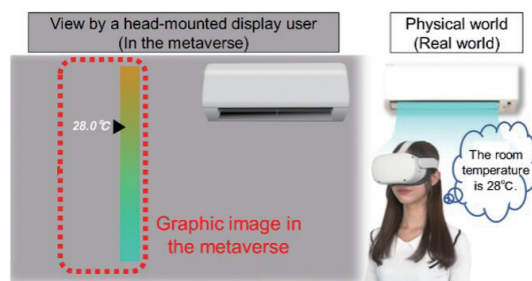 View by a head-mounted display user
(In the metaverse)
Physical world
(Real world)
28.0℃
Graphic image in
the metaverse
The room
temperature
is 28℃.